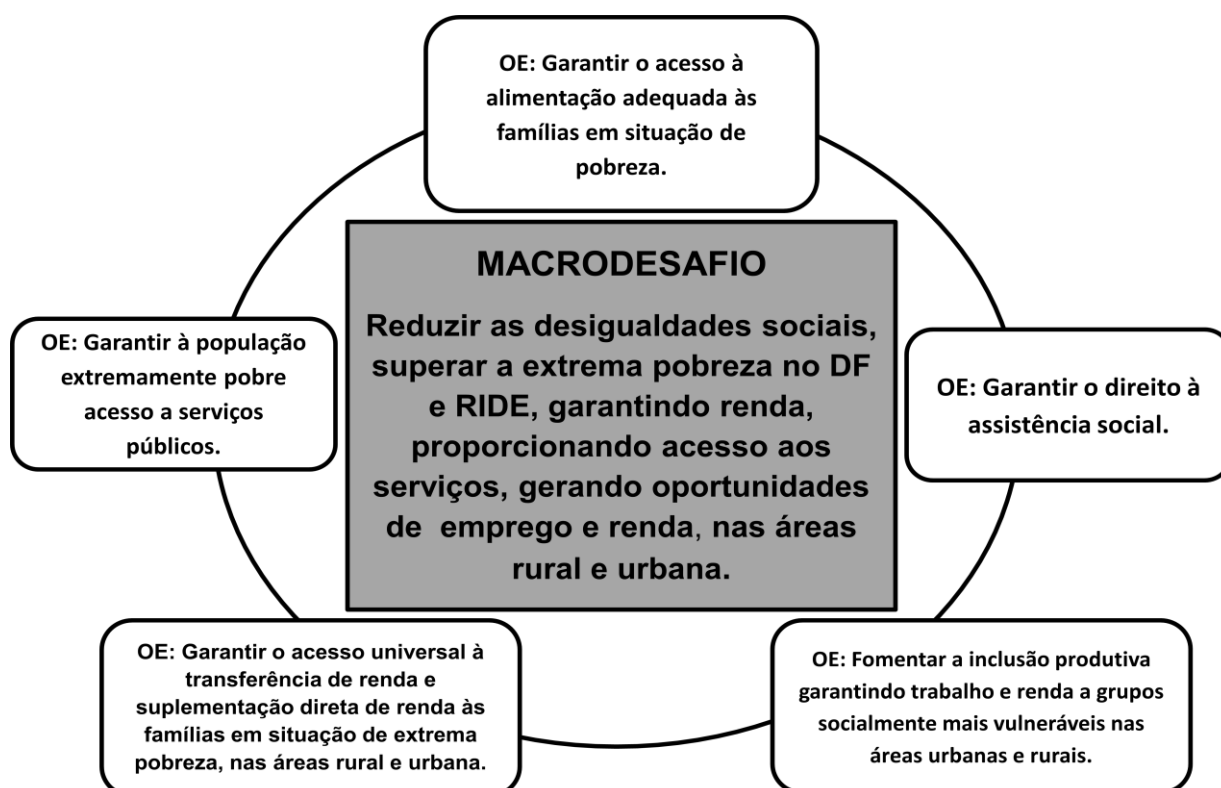 OE: Garantir o acesso à
alimentação adequada às
famílias em situação de
pobreza.
MACRODESAFIO
Reduzir as desigualdades sociais,
superar a extrema pobreza no DF
e RIDE, garantindo renda,
proporcionando acesso aos
serviços, gerando oportunidades
de emprego e renda, nas áreas
rural e urbana.
OE: Garantir à população
extremamente pobre
acesso a serviços
públicos.
OE: Garantir o direito à
assistência social.
OE: Garantir o acesso universal à
transferência de renda e
suplementação direta de renda às
famílias em situação de extrema
pobreza, nas áreas rural e urbana.
OE: Fomentar a inclusão produtiva
garantindo trabalho e renda a grupos
socialmente mais vulneráveis nas
áreas urbanas e rurais.